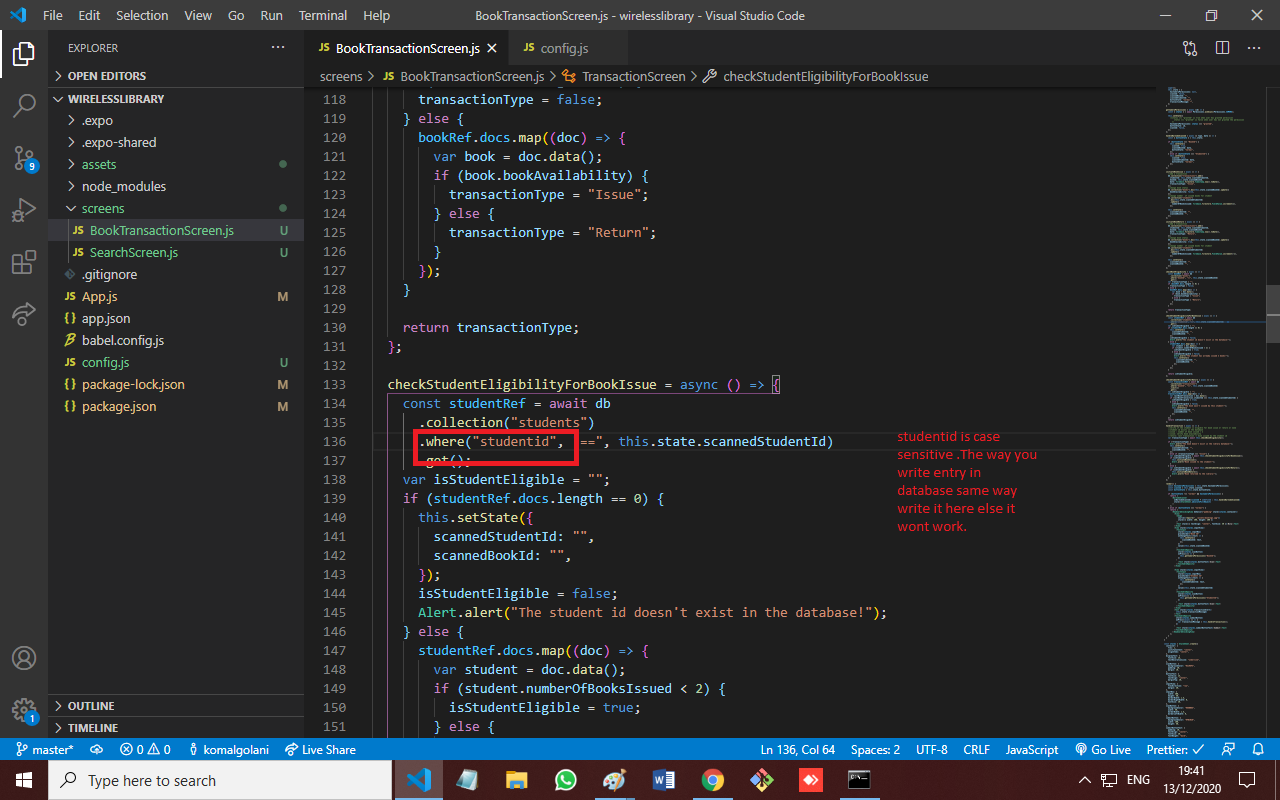 File Edit Selection View Go Run Terminal Help BookTransactionScreen.js - wirelesslibrary - Visual Studio Code
EXPLORER ···
OPEN EDITORS
WIRELESSLIBRARY
.expo
.expo-shared
assets
node_modules
screens
JS BookTransactionScreen.js U
JS SearchScreen.js U
.gitignore
JS App.js M
{} app.json
babel.config.js
JS config.js U
{} package-lock.json M
{} package.json M
OUTLINE
TIMELINE
9
1
JS BookTransactionScreen.js JS config.js ···
screens > JS BookTransactionScreen.js > TransactionScreen > checkStudentEligibilityForBookIssue
118 transactionType = false;
119 } else {
120 bookRef.docs.map((doc) => {
121 var book = doc.data();
122 if (book.bookAvailability) {
123 transactionType = "Issue";
124 } else {
125 transactionType = "Return";
126 }
127 });
128 }
129
130 return transactionType;
131 };
132
133 checkStudentEligibilityForBookIssue = async () => {
134 const studentRef = await db
135 .collection("students")
136 .where("studentid", ==", this.state.scannedStudentId)
137 .get();
138 var isStudentEligible = "";
139 if (studentRef.docs.length == 0) {
140 this.setState({
141 scannedStudentId: "",
142 scannedBookId: "",
143 });
144 isStudentEligible = false;
145 Alert.alert("The student id doesn't exist in the database!");
146 } else {
147 studentRef.docs.map((doc) => {
148 var student = doc.data();
149 if (student.numberOfBooksIssued < 2) {
150 isStudentEligible = true;
151 } else {
studentid is case
sensitive .The way you
write entry in
database same way
write it here else it
wont work.
master* 0 0 komalgolani Live Share Ln 136, Col 64 Spaces: 2 UTF-8 CRLF JavaScript Go Live Prettier: ✓
Type here to search
ENG
19:41
13/12/2020